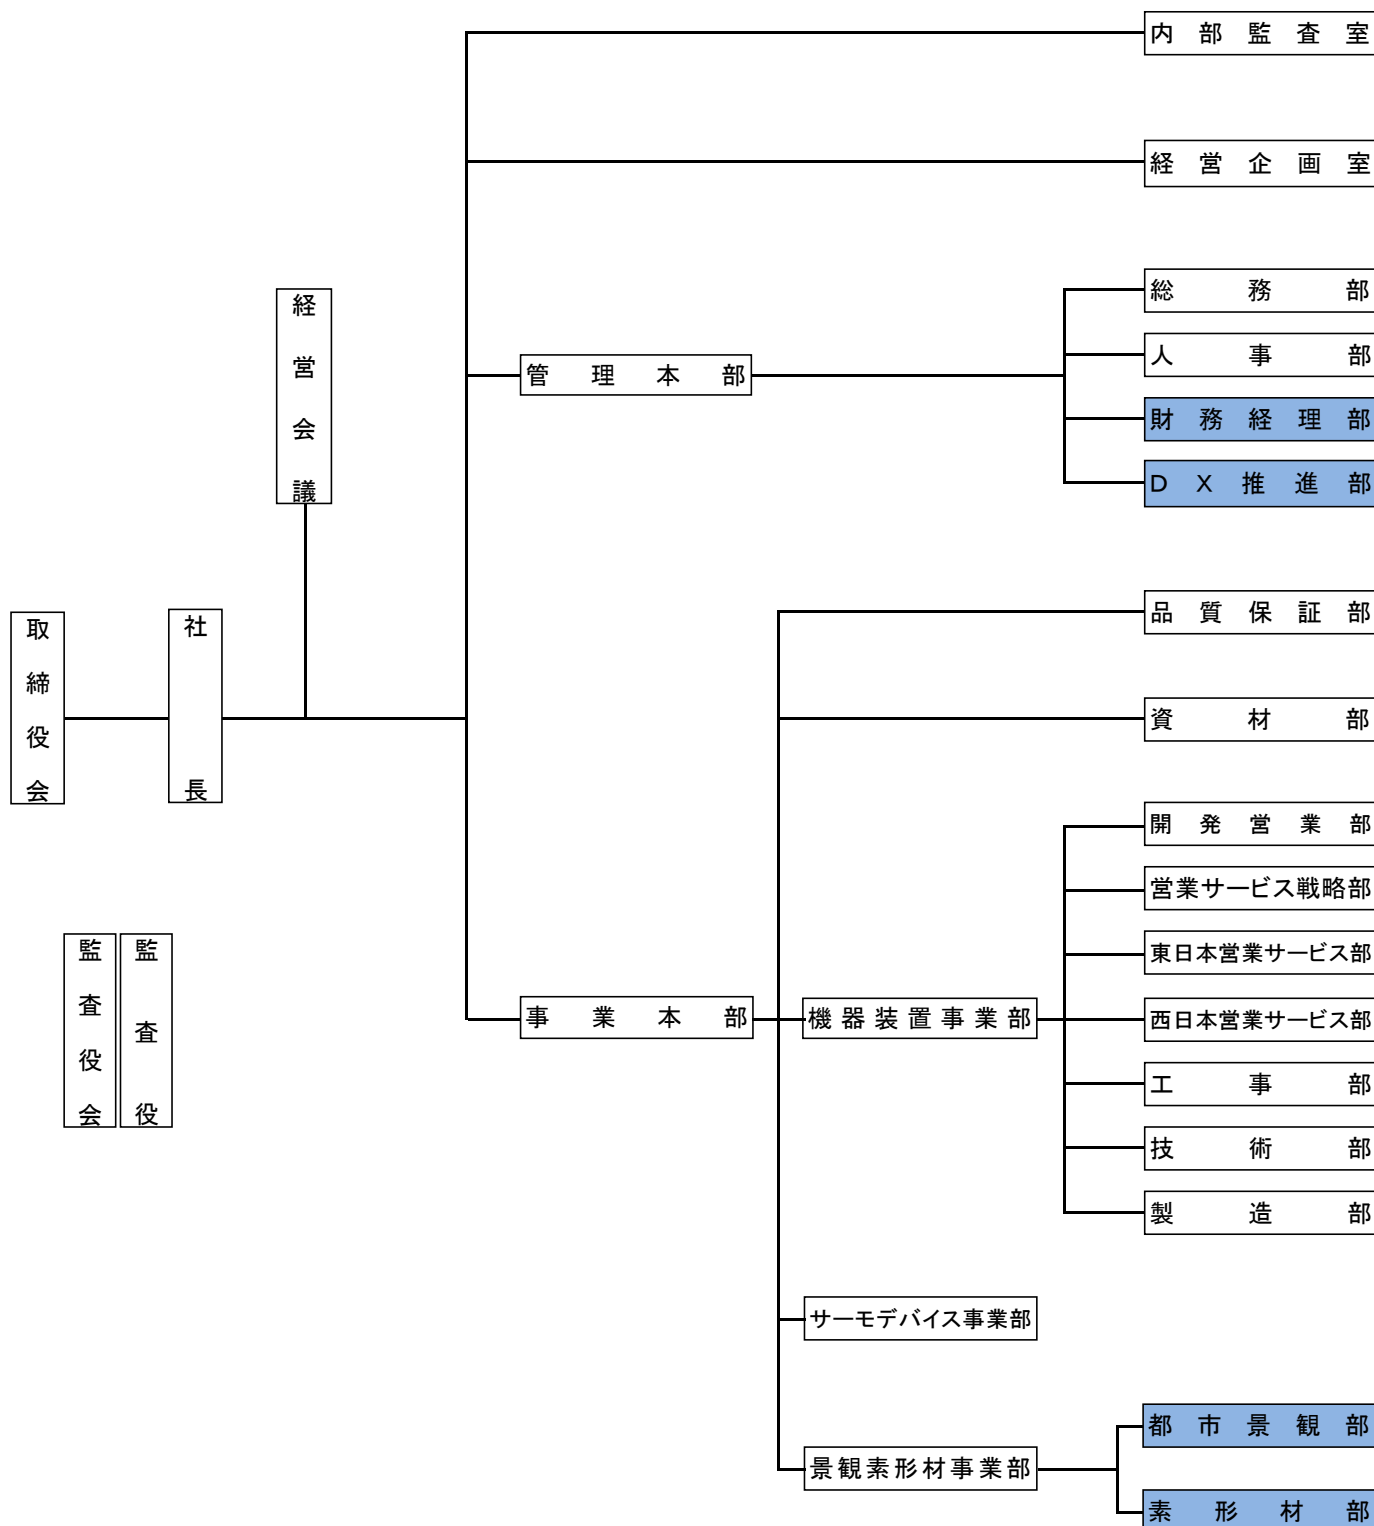 内部監査室
経営企画室
経営会議
総務部
人事部
管理本部
財務経理部
DX推進部
取締役会
社長
品質保証部
資材部
開発営業部
営業サービス戦略部
東日本営業サービス部
監査役会
監査役
事業本部
機器装置事業部
西日本営業サービス部
工事部
技術部
製造部
サーモデバイス事業部
都市景観部
景観素形材事業部
素形材部